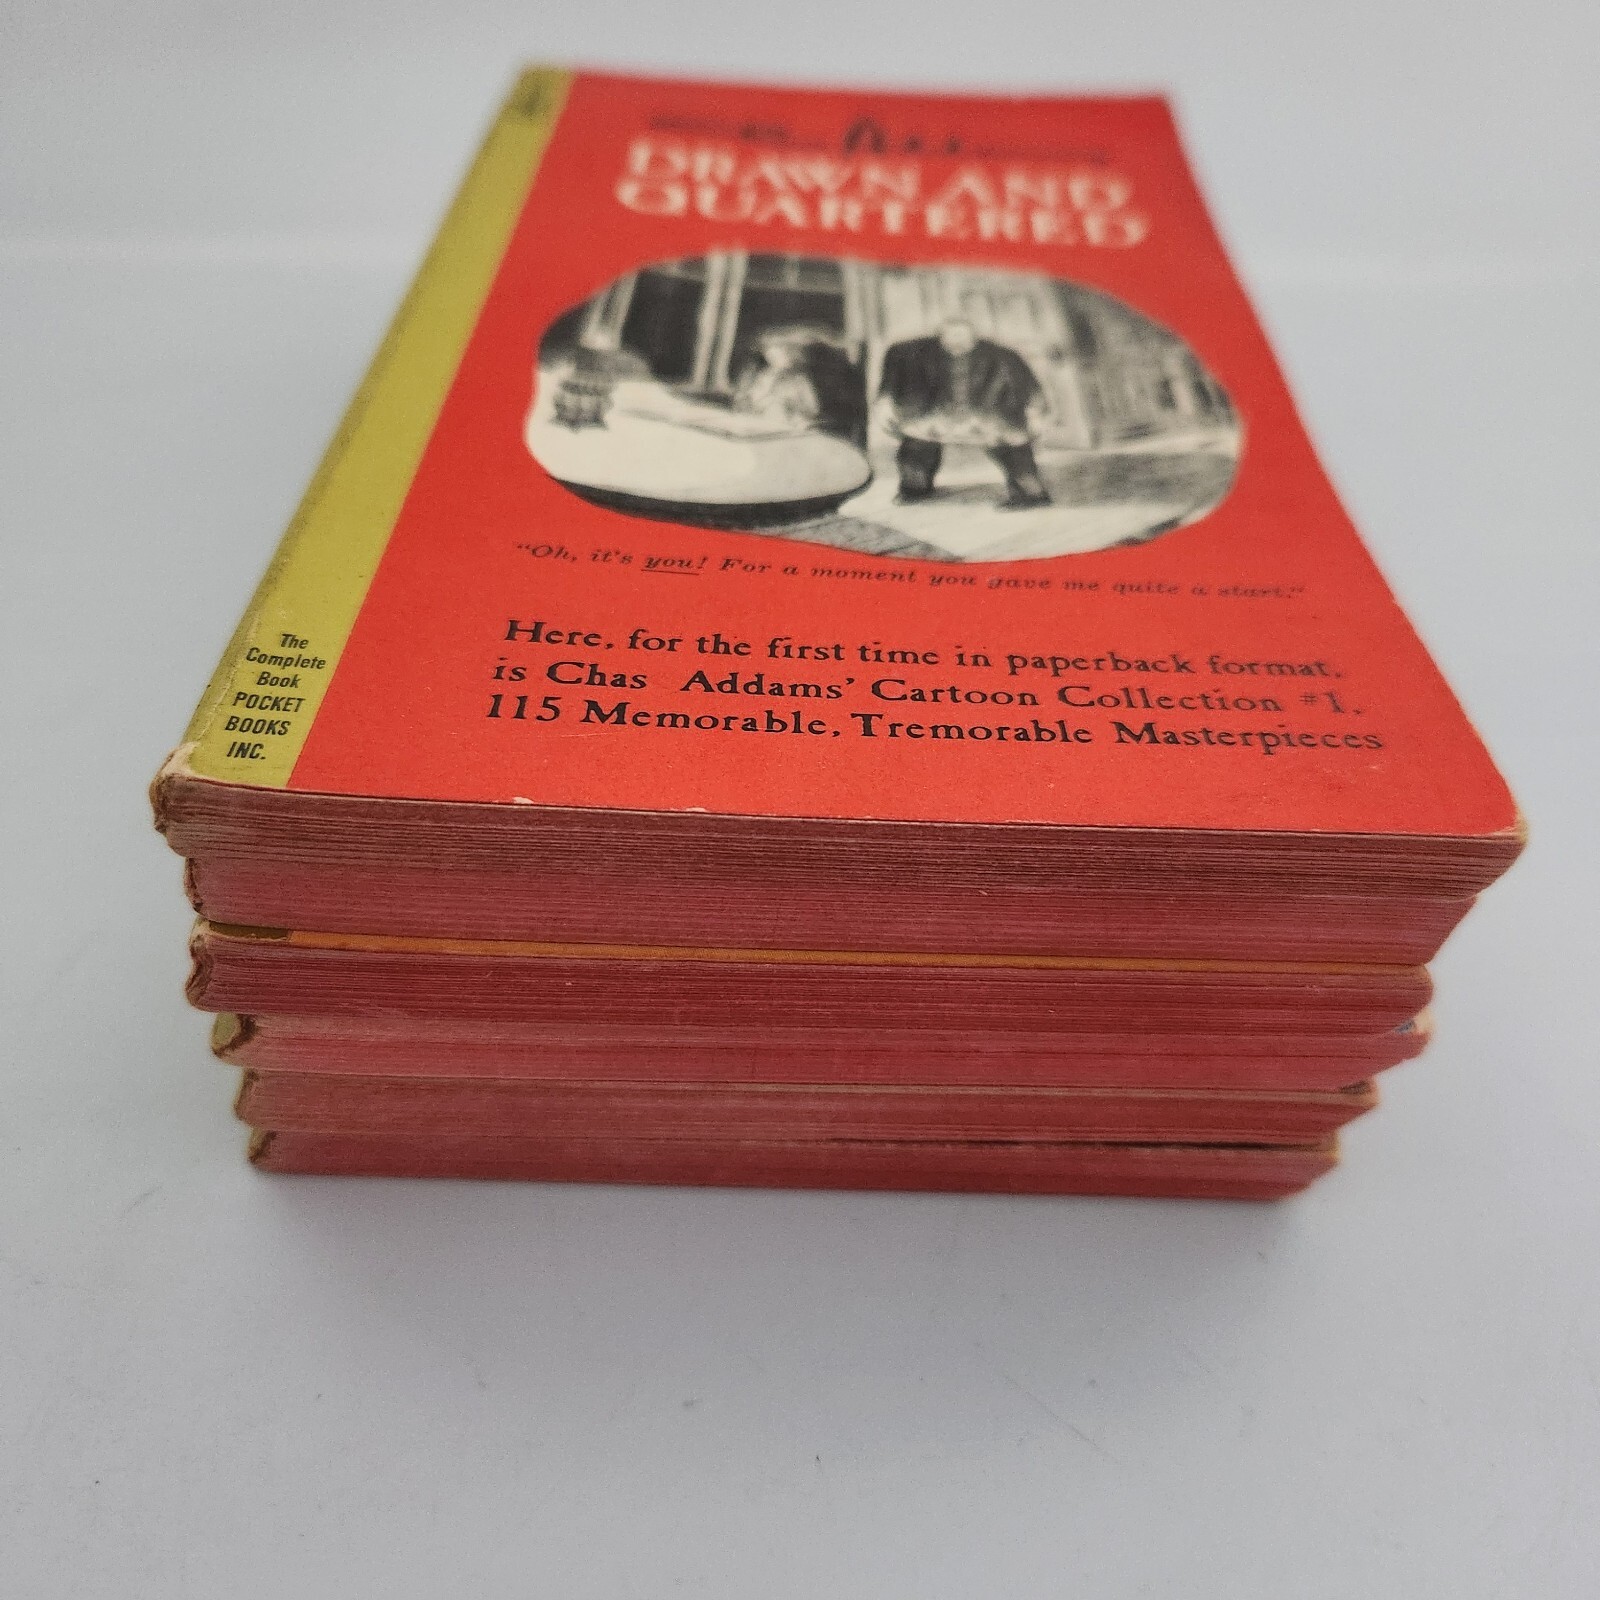 DRAWN AND
QUARTERED
"Oh, it's you! For a moment you gave me quite a start."
Here, for the first time in paperback format,
is Chas Addams' Cartoon Collection #1.
115 Memorable, Tremorable Masterpieces
The
Complete
Book
POCKET
BOOKS
INC.